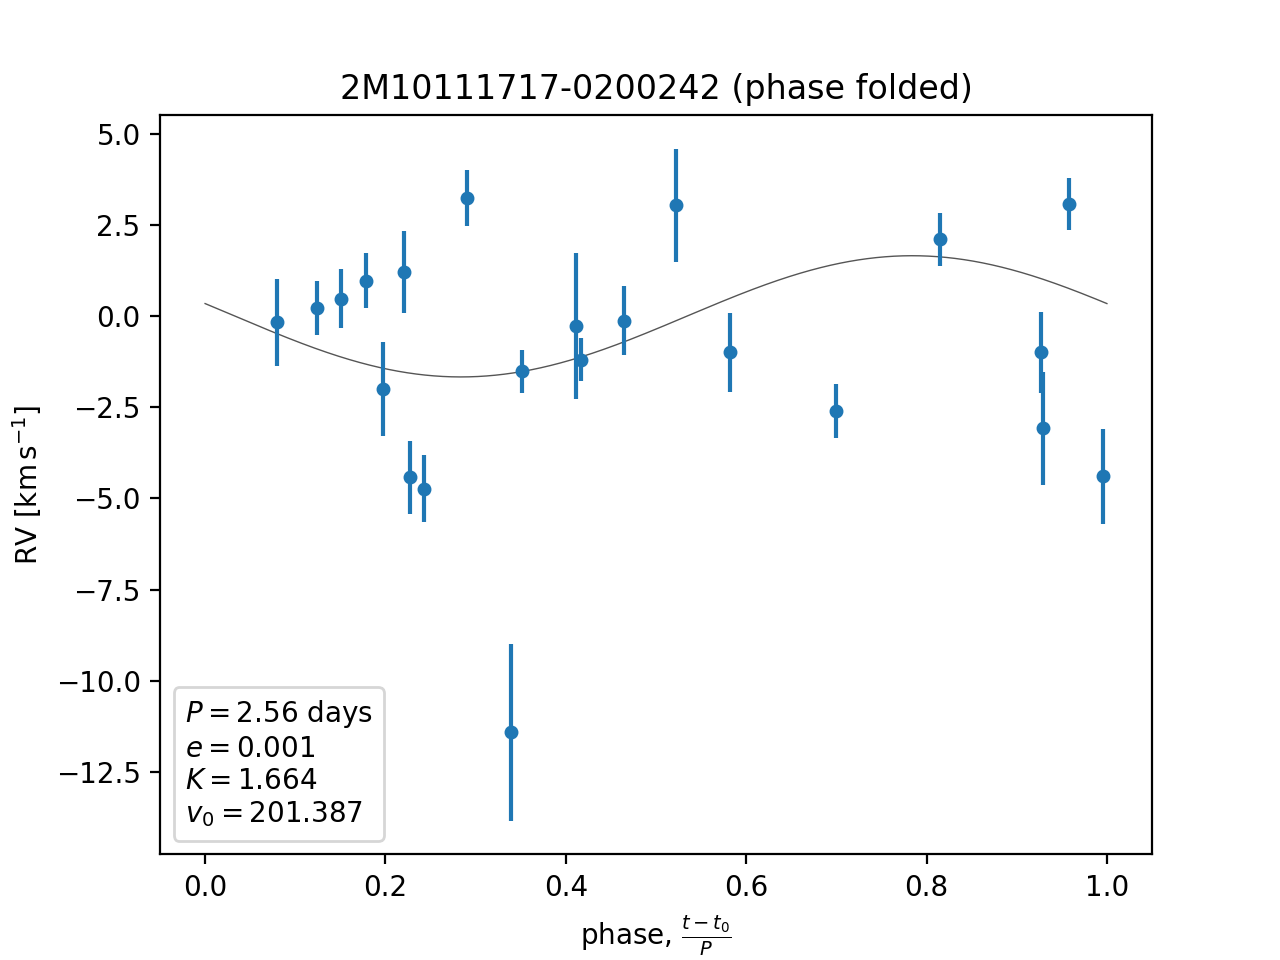 2M10111717-0200242 (phase folded)
RV [km s⁻¹]
5.0
2.5
0.0
−2.5
−5.0
−7.5
−10.0
−12.5
P = 2.56 days
e = 0.001
K = 1.664
v₀ = 201.387
0.0 0.2 0.4 0.6 0.8 1.0
phase, (t − t₀)/P